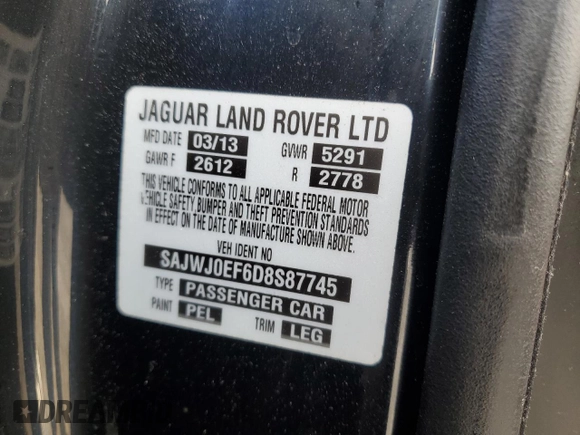 JAGUAR LAND ROVER LTD
MFD DATE 03/13 GVWR 5291
GAWR F 2612 R 2778
THIS VEHICLE CONFORMS TO ALL APPLICABLE FEDERAL MOTOR
VEHICLE SAFETY BUMPER AND THEFT PREVENTION STANDARDS
IN EFFECT ON THE DATE OF MANUFACTURE SHOWN ABOVE.
VEH IDENT NO
SAJWJ0EF6D8S87745
TYPE PASSENGER CAR
PAINT PEL TRIM LEG